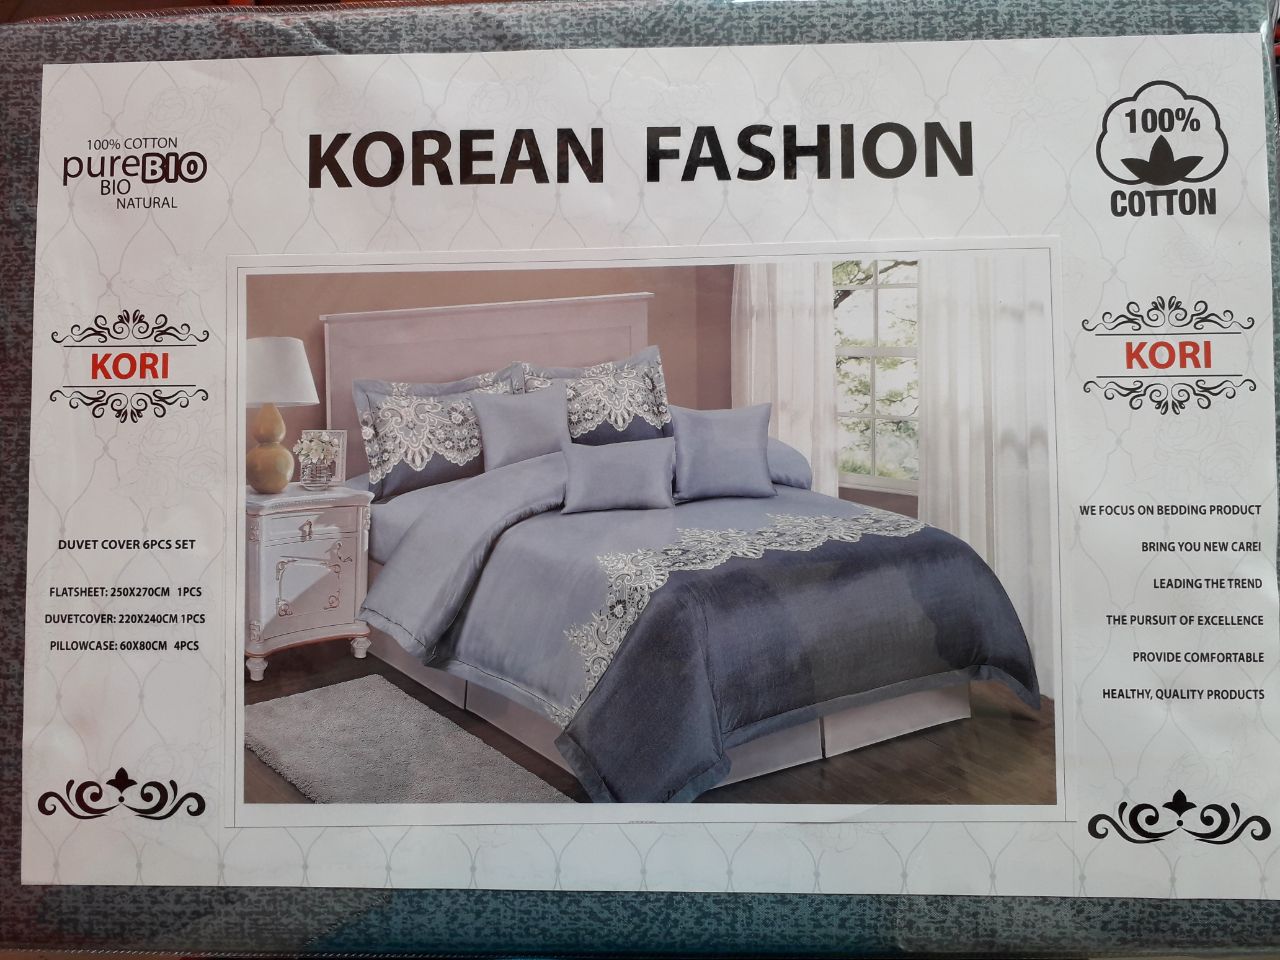 100% COTTON
pureBIO
BIO
NATURAL
KOREAN FASHION
100%
COTTON
KORI
KORI
DUVET COVER 6PCS SET
FLATSHEET: 250X270CM 1PCS
DUVETCOVER: 220X240CM 1PCS
PILLOWCASE: 60X80CM 4PCS
WE FOCUS ON BEDDING PRODUCT
BRING YOU NEW CAREI
LEADING THE TREND
THE PURSUIT OF EXCELLENCE
PROVIDE COMFORTABLE
HEALTHY, QUALITY PRODUCTS